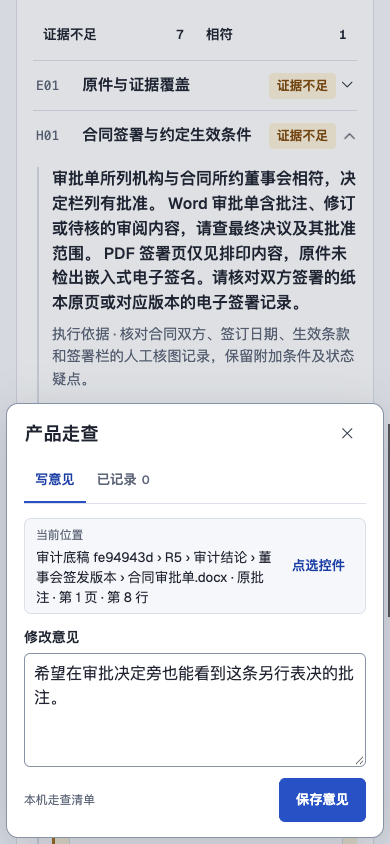 证据不足 7 相符 1
E01 原件与证据覆盖 证据不足
H01 合同签署与约定生效条件 证据不足
审批单所列机构与合同所约董事会相符，决
定栏列有批准。 Word 审批单含批注、修订
或待核的审阅内容，请查最终决议及其批准
范围。 PDF 签署页仅见排印内容，原件未
检出嵌入式电子签名。请核对双方签署的纸
本原页或对应版本的电子签署记录。
执行依据 · 核对合同双方、签订日期、生效条款
和签署栏的人工核图记录，保留附加条件及状态
疑点。
产品走查
写意见 已记录 0
当前位置
审计底稿 fe94943d › R5 › 审计结论 › 董
事会签发版本 › 合同审批单.docx · 原批
注 · 第 1 页 · 第 8 行
点选控件
修改意见
希望在审批决定旁也能看到这条另行表决的批
注。
本机走查清单 保存意见